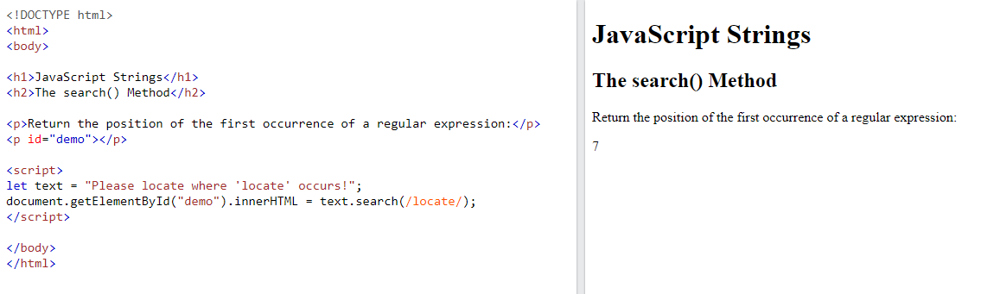 <!DOCTYPE html>
<html>
<body>
<h1>JavaScript Strings</h1>
<h2>The search() Method</h2>
<p>Return the position of the first occurrence of a regular expression:</p>
<p id="demo"></p>
<script>
let text = "Please locate where 'locate' occurs!";
document.getElementById("demo").innerHTML = text.search(/locate/);
</script>
</body>
</html>
JavaScript Strings
The search() Method
Return the position of the first occurrence of a regular expression:
7